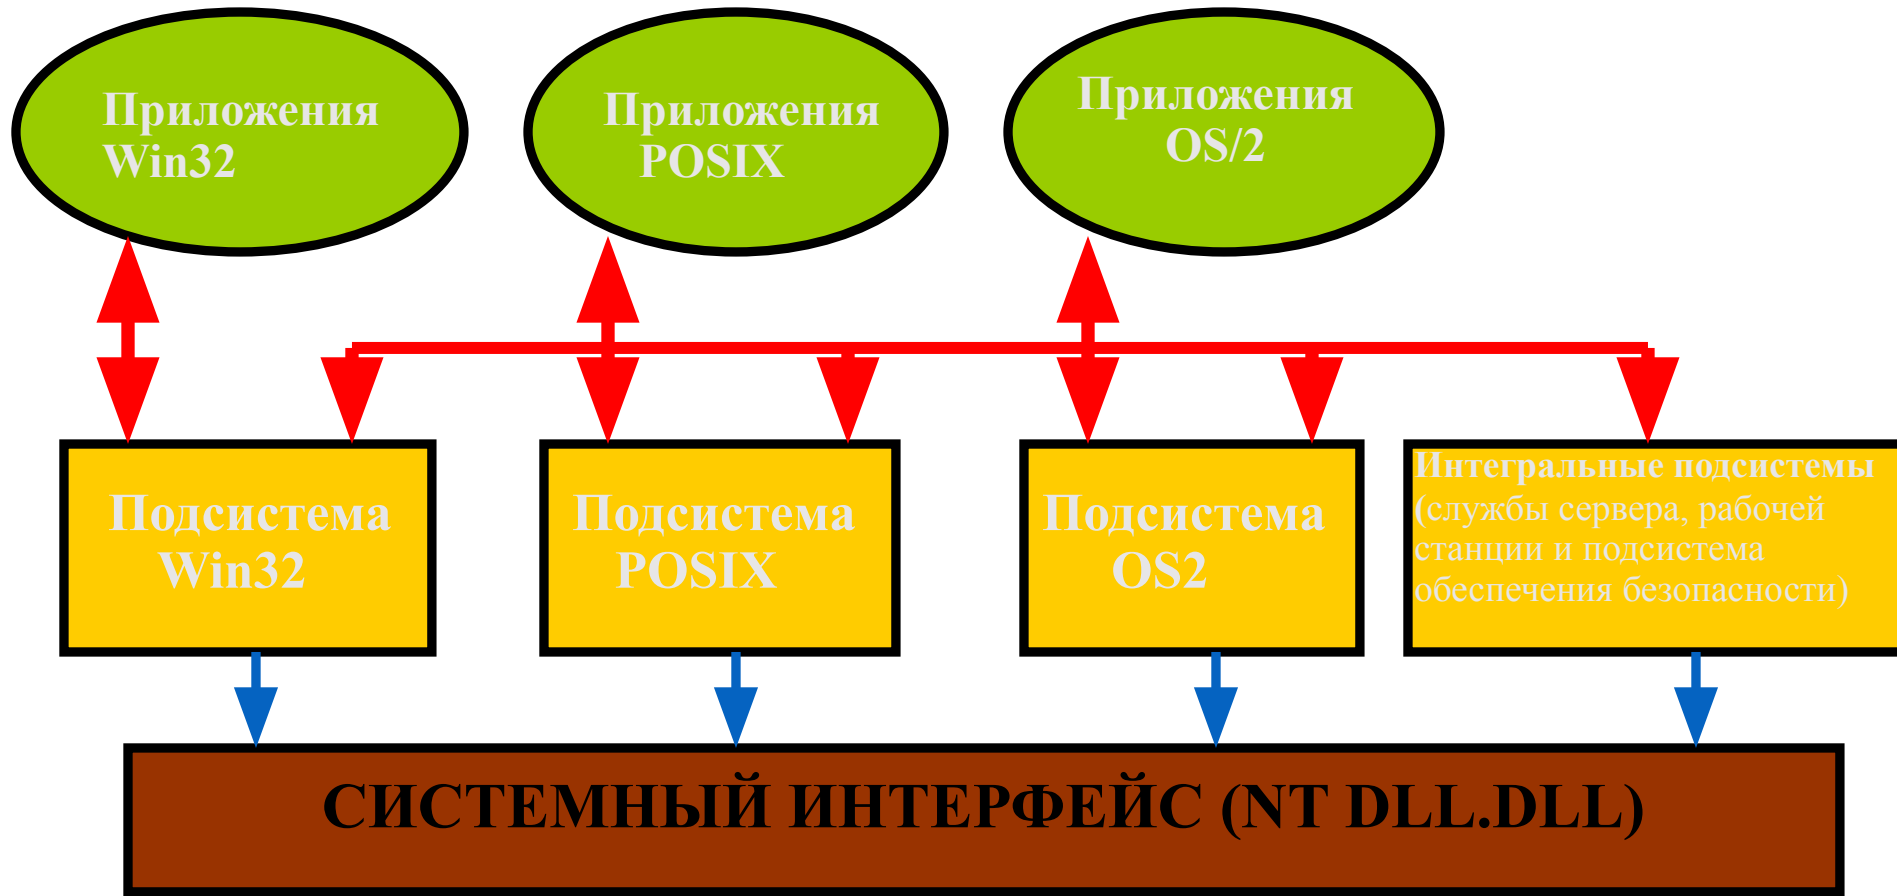 Приложения
Win32
Приложения
POSIX
Приложения
OS/2
Подсистема
Win32
Подсистема
POSIX
Подсистема
OS2
Интегральные подсистемы
(службы сервера, рабочей
станции и подсистема
обеспечения безопасности)
СИСТЕМНЫЙ ИНТЕРФЕЙС (NT DLL.DLL)